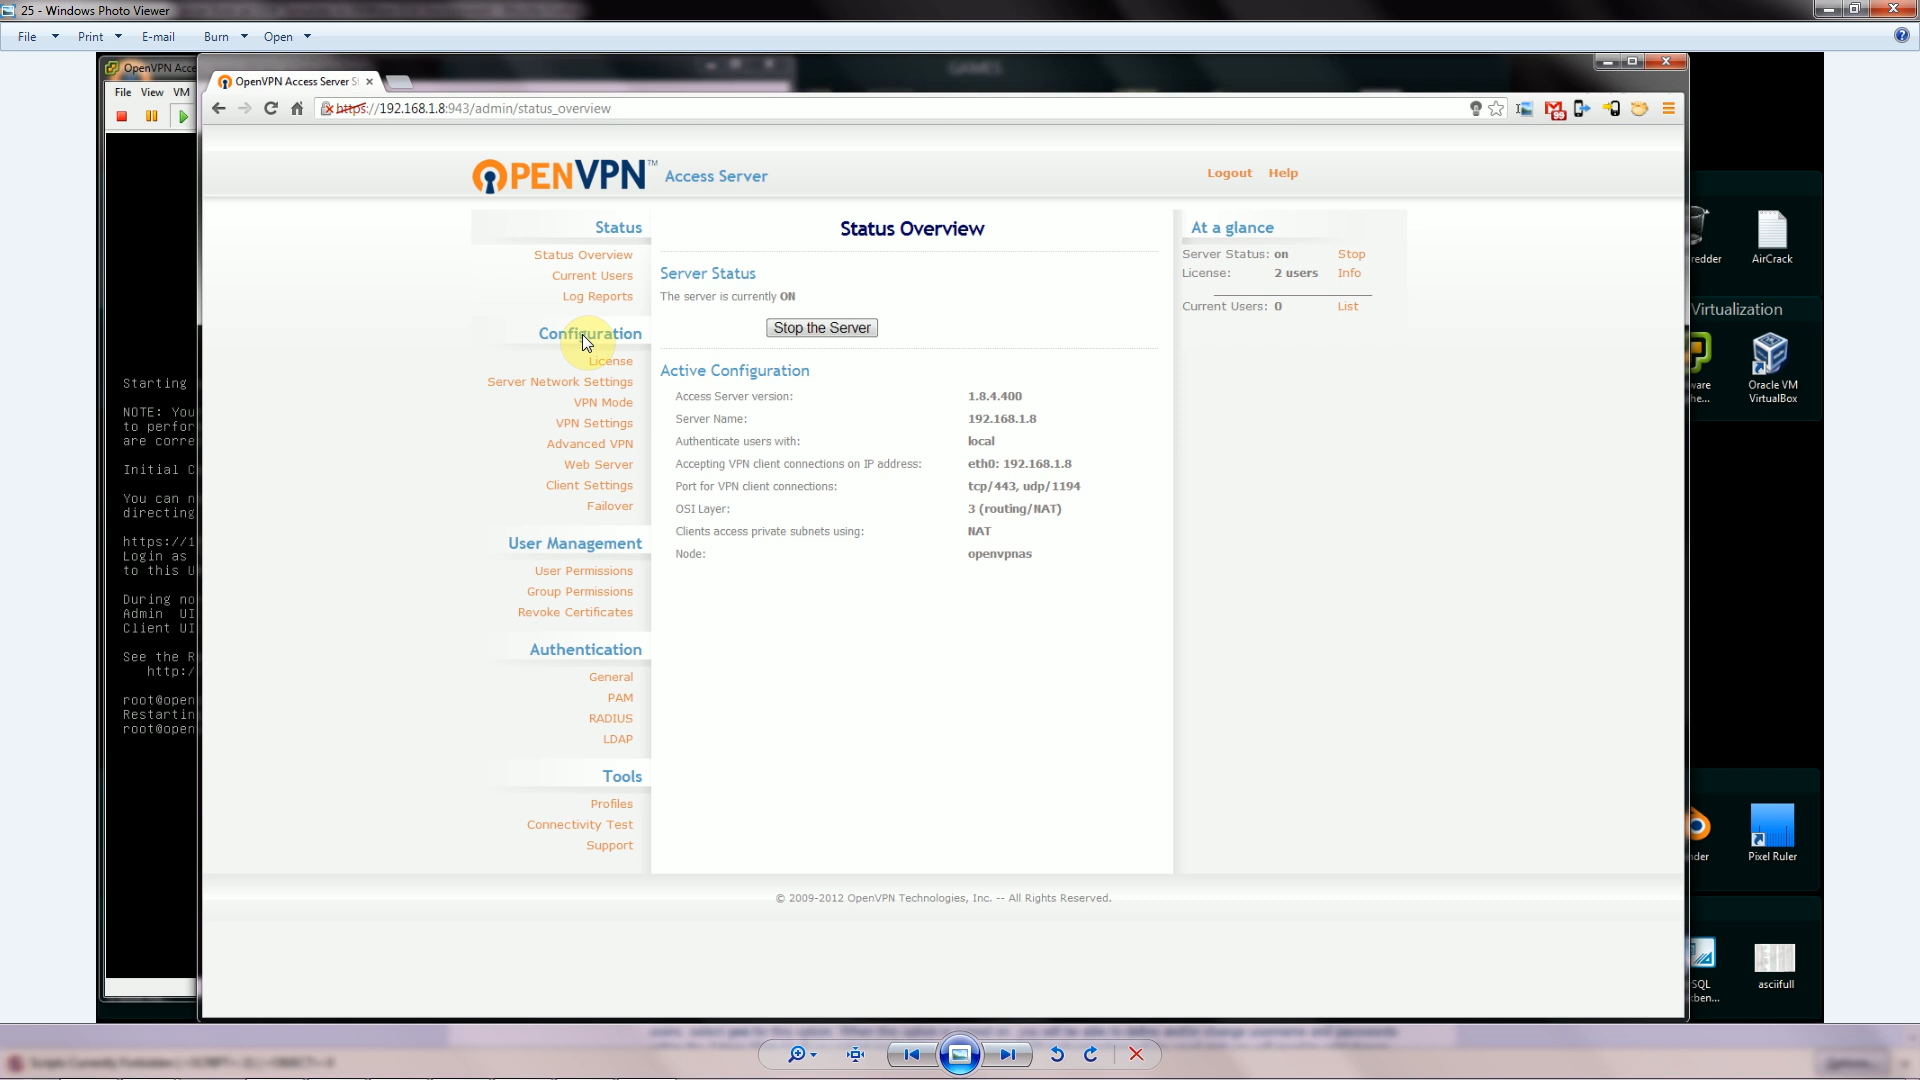 25 - Windows Photo Viewer
File Print E-mail Burn Open
OpenVPN Acce
File View VM
OpenVPN Access Server S
https://192.168.1.8:943/admin/status_overview
99
GAMES
OPENVPN™ Access Server
Logout Help
Status
Status Overview
Current Users
Log Reports
Configuration
License
Server Network Settings
VPN Mode
VPN Settings
Advanced VPN
Web Server
Client Settings
Failover
User Management
User Permissions
Group Permissions
Revoke Certificates
Authentication
General
PAM
RADIUS
LDAP
Tools
Profiles
Connectivity Test
Support
Status Overview
Server Status
The server is currently ON
Stop the Server
Active Configuration
Access Server version: 1.8.4.400
Server Name: 192.168.1.8
Authenticate users with: local
Accepting VPN client connections on IP address: eth0: 192.168.1.8
Port for VPN client connections: tcp/443, udp/1194
OSI Layer: 3 (routing/NAT)
Clients access private subnets using: NAT
Node: openvpnas
At a glance
Server Status: on Stop
License: 2 users Info
Current Users: 0 List
© 2009-2012 OpenVPN Technologies, Inc. -- All Rights Reserved.
Starting
NOTE: You
to perfor
are corre
Initial C
You can n
directing
https://1
Login as
to this U
During no
Admin UI
Client UI
See the R
http:/
root@open
Restartin
root@open
redder
AirCrack
Virtualization
ware
he...
Oracle VM
VirtualBox
nder
Pixel Ruler
SQL
kben...
asciifull